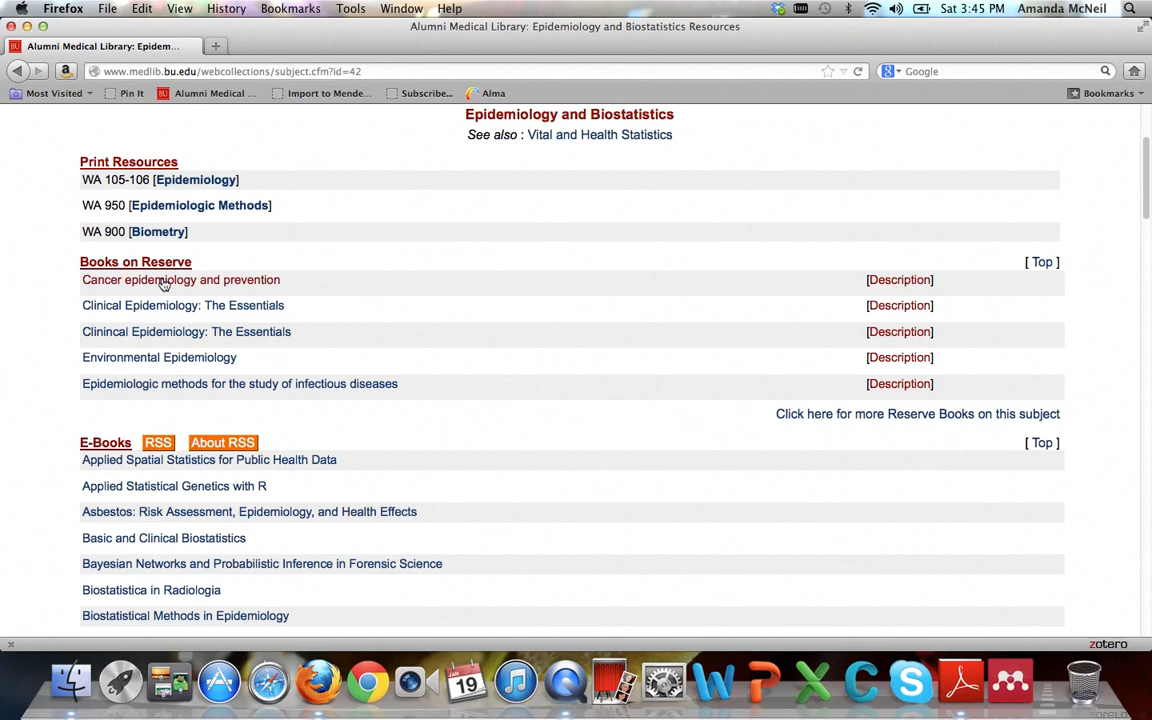 Firefox File Edit View History Bookmarks Tools Window Help Sat 3:45 PM Amanda McNeil
Alumni Medical Library: Epidemiology and Biostatistics Resources
BU Alumni Medical Library: Epidem... +
www.medlib.bu.edu/webcollections/subject.cfm?id=42 Google
Most Visited Pin It Alumni Medical ... Import to Mende... Subscribe... Alma Bookmarks
Epidemiology and Biostatistics
See also : Vital and Health Statistics
Print Resources
WA 105-106 [Epidemiology]
WA 950 [Epidemiologic Methods]
WA 900 [Biometry]
Books on Reserve [ Top ]
Cancer epidemiology and prevention [Description]
Clinical Epidemiology: The Essentials [Description]
Clinincal Epidemiology: The Essentials [Description]
Environmental Epidemiology [Description]
Epidemiologic methods for the study of infectious diseases [Description]
Click here for more Reserve Books on this subject
E-Books RSS About RSS [ Top ]
Applied Spatial Statistics for Public Health Data
Applied Statistical Genetics with R
Asbestos: Risk Assessment, Epidemiology, and Health Effects
Basic and Clinical Biostatistics
Bayesian Networks and Probabilistic Inference in Forensic Science
Biostatistica in Radiologia
Biostatistical Methods in Epidemiology
zotero
JAN
19